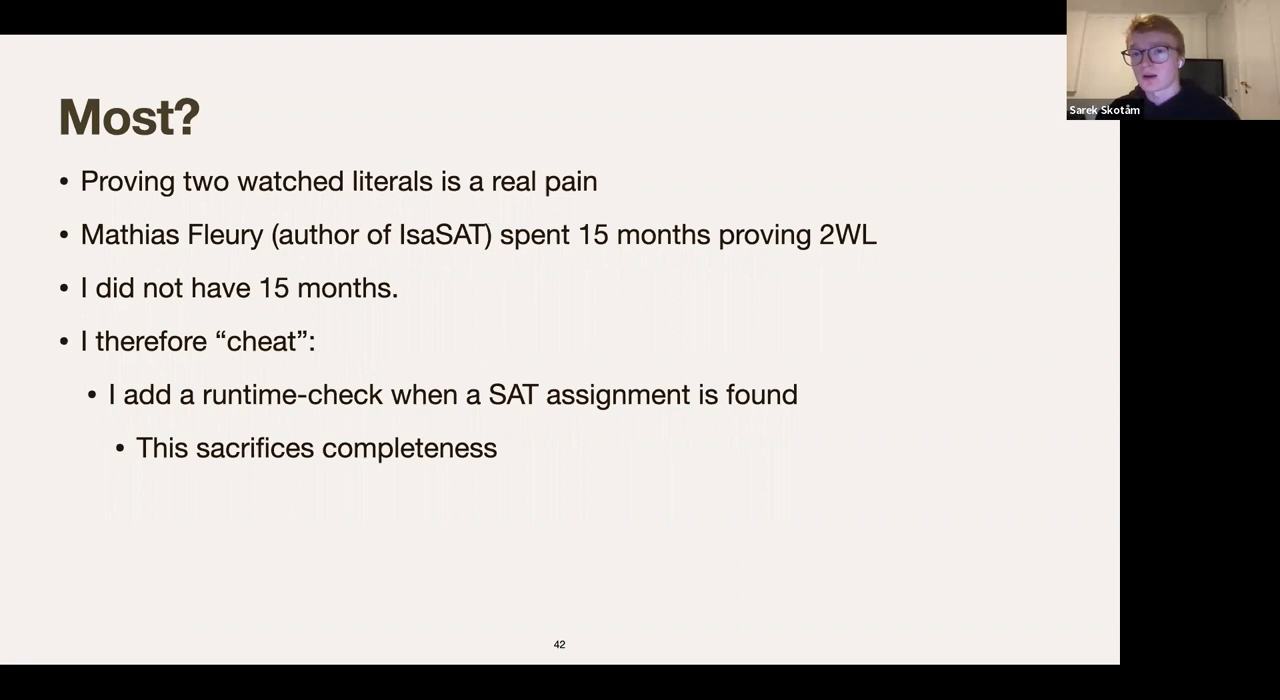 Most?
• Proving two watched literals is a real pain
• Mathias Fleury (author of IsaSAT) spent 15 months proving 2WL
• I did not have 15 months.
• I therefore “cheat”:
• I add a runtime-check when a SAT assignment is found
• This sacrifices completeness
42
Sarek Skotåm